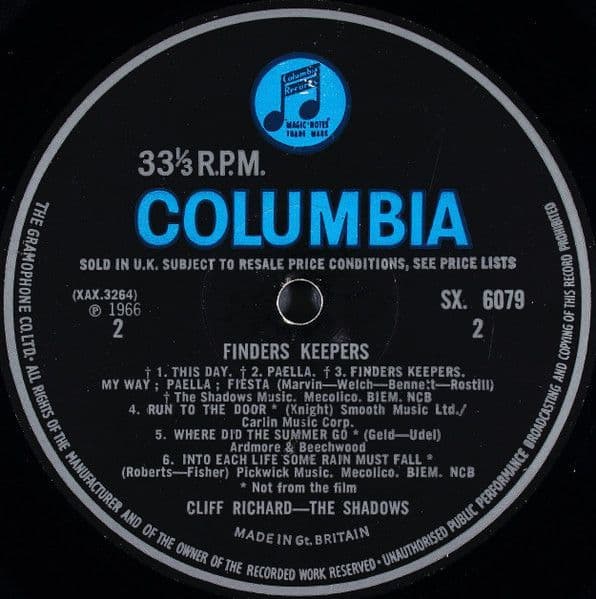 Columbia
Records
"MAGIC NOTES"
TRADE MARK
33⅓ R.P.M.
COLUMBIA
SOLD IN U.K. SUBJECT TO RESALE PRICE CONDITIONS, SEE PRICE LISTS
(XAX.3264)
℗ 1966
2
SX. 6079
2
FINDERS KEEPERS
† 1. THIS DAY. † 2. PAELLA. † 3. FINDERS KEEPERS.
MY WAY ; PAELLA ; FIESTA (Marvin—Welch—Bennett—Rostill)
† The Shadows Music. Mecolico. BIEM. NCB
4. RUN TO THE DOOR * (Knight) Smooth Music Ltd./
Carlin Music Corp.
5. WHERE DID THE SUMMER GO * (Geld—Udel)
Ardmore & Beechwood
6. INTO EACH LIFE SOME RAIN MUST FALL *
(Roberts—Fisher) Pickwick Music. Mecolico. BIEM. NCB
* Not from the film
CLIFF RICHARD—THE SHADOWS
MADE IN Gt. BRITAIN
THE GRAMOPHONE CO. LTD. · ALL RIGHTS OF THE MANUFACTURER AND OF THE OWNER OF THE RECORDED WORK RESERVED · UNAUTHORISED PUBLIC PERFORMANCE BROADCASTING AND COPYING OF THIS RECORD PROHIBITED